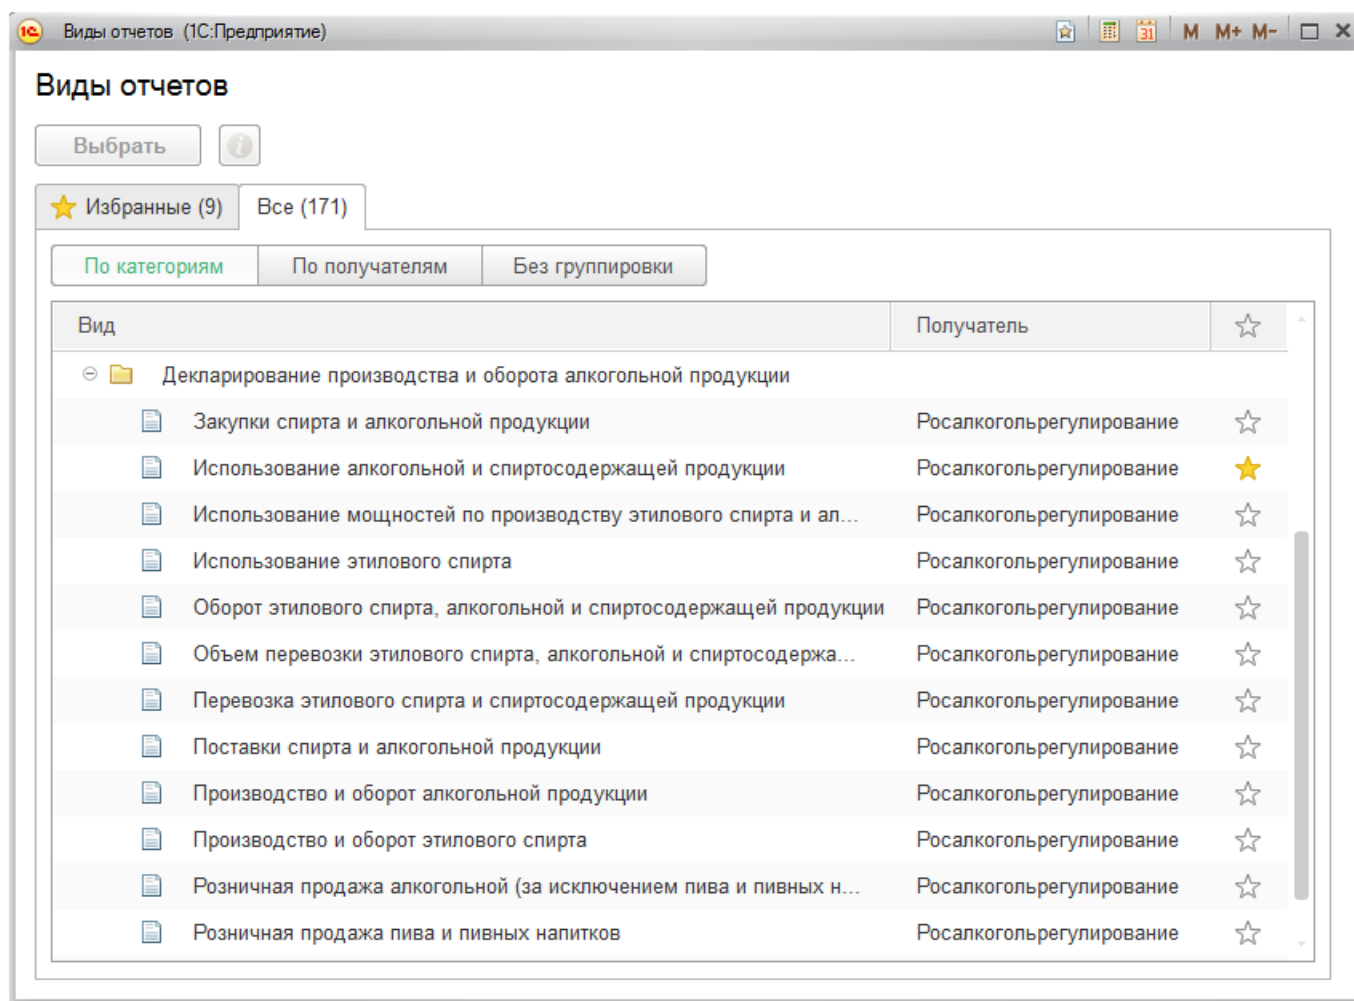 1С Виды отчетов (1С:Предприятие) 31 M M+ M-
Виды отчетов
Выбрать i
Избранные (9) Все (171)
По категориям По получателям Без группировки
Вид Получатель
Декларирование производства и оборота алкогольной продукции
Закупки спирта и алкогольной продукции Росалкогольрегулирование
Использование алкогольной и спиртосодержащей продукции Росалкогольрегулирование
Использование мощностей по производству этилового спирта и ал... Росалкогольрегулирование
Использование этилового спирта Росалкогольрегулирование
Оборот этилового спирта, алкогольной и спиртосодержащей продукции Росалкогольрегулирование
Объем перевозки этилового спирта, алкогольной и спиртосодержа... Росалкогольрегулирование
Перевозка этилового спирта и спиртосодержащей продукции Росалкогольрегулирование
Поставки спирта и алкогольной продукции Росалкогольрегулирование
Производство и оборот алкогольной продукции Росалкогольрегулирование
Производство и оборот этилового спирта Росалкогольрегулирование
Розничная продажа алкогольной (за исключением пива и пивных н... Росалкогольрегулирование
Розничная продажа пива и пивных напитков Росалкогольрегулирование